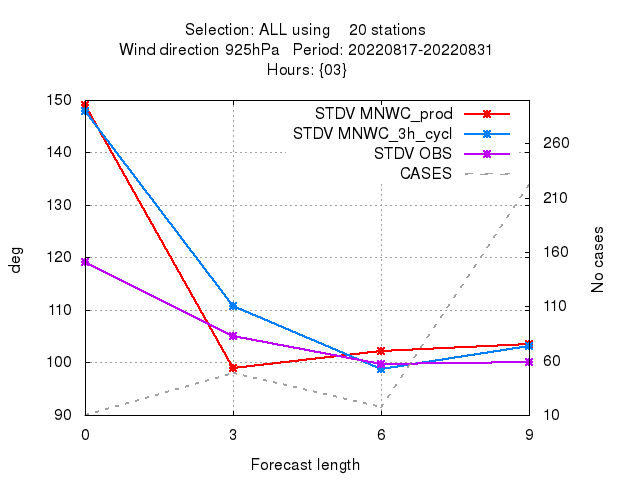 Selection: ALL using    20 stations
Wind direction 925hPa   Period: 20220817-20220831
Hours: {03}
STDV MNWC_prod
STDV MNWC_3h_cycl
STDV OBS
CASES
150
140
130
120
110
100
90
deg
260
210
160
110
60
10
No cases
0
3
6
9
Forecast length